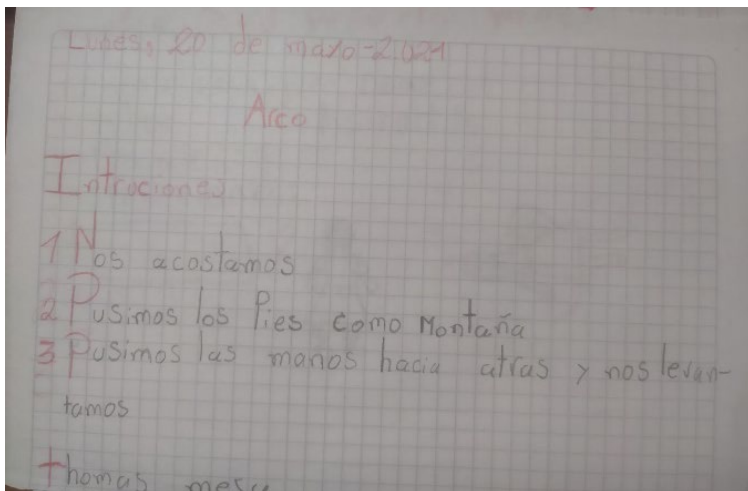 Lunes, 20 de mayo-2024
Arco
Introciones
1 Nos acostamos
2 Pusimos los Pies como Montaña
3 Pusimos las manos hacia atras y nos levan-
tamos
thomas